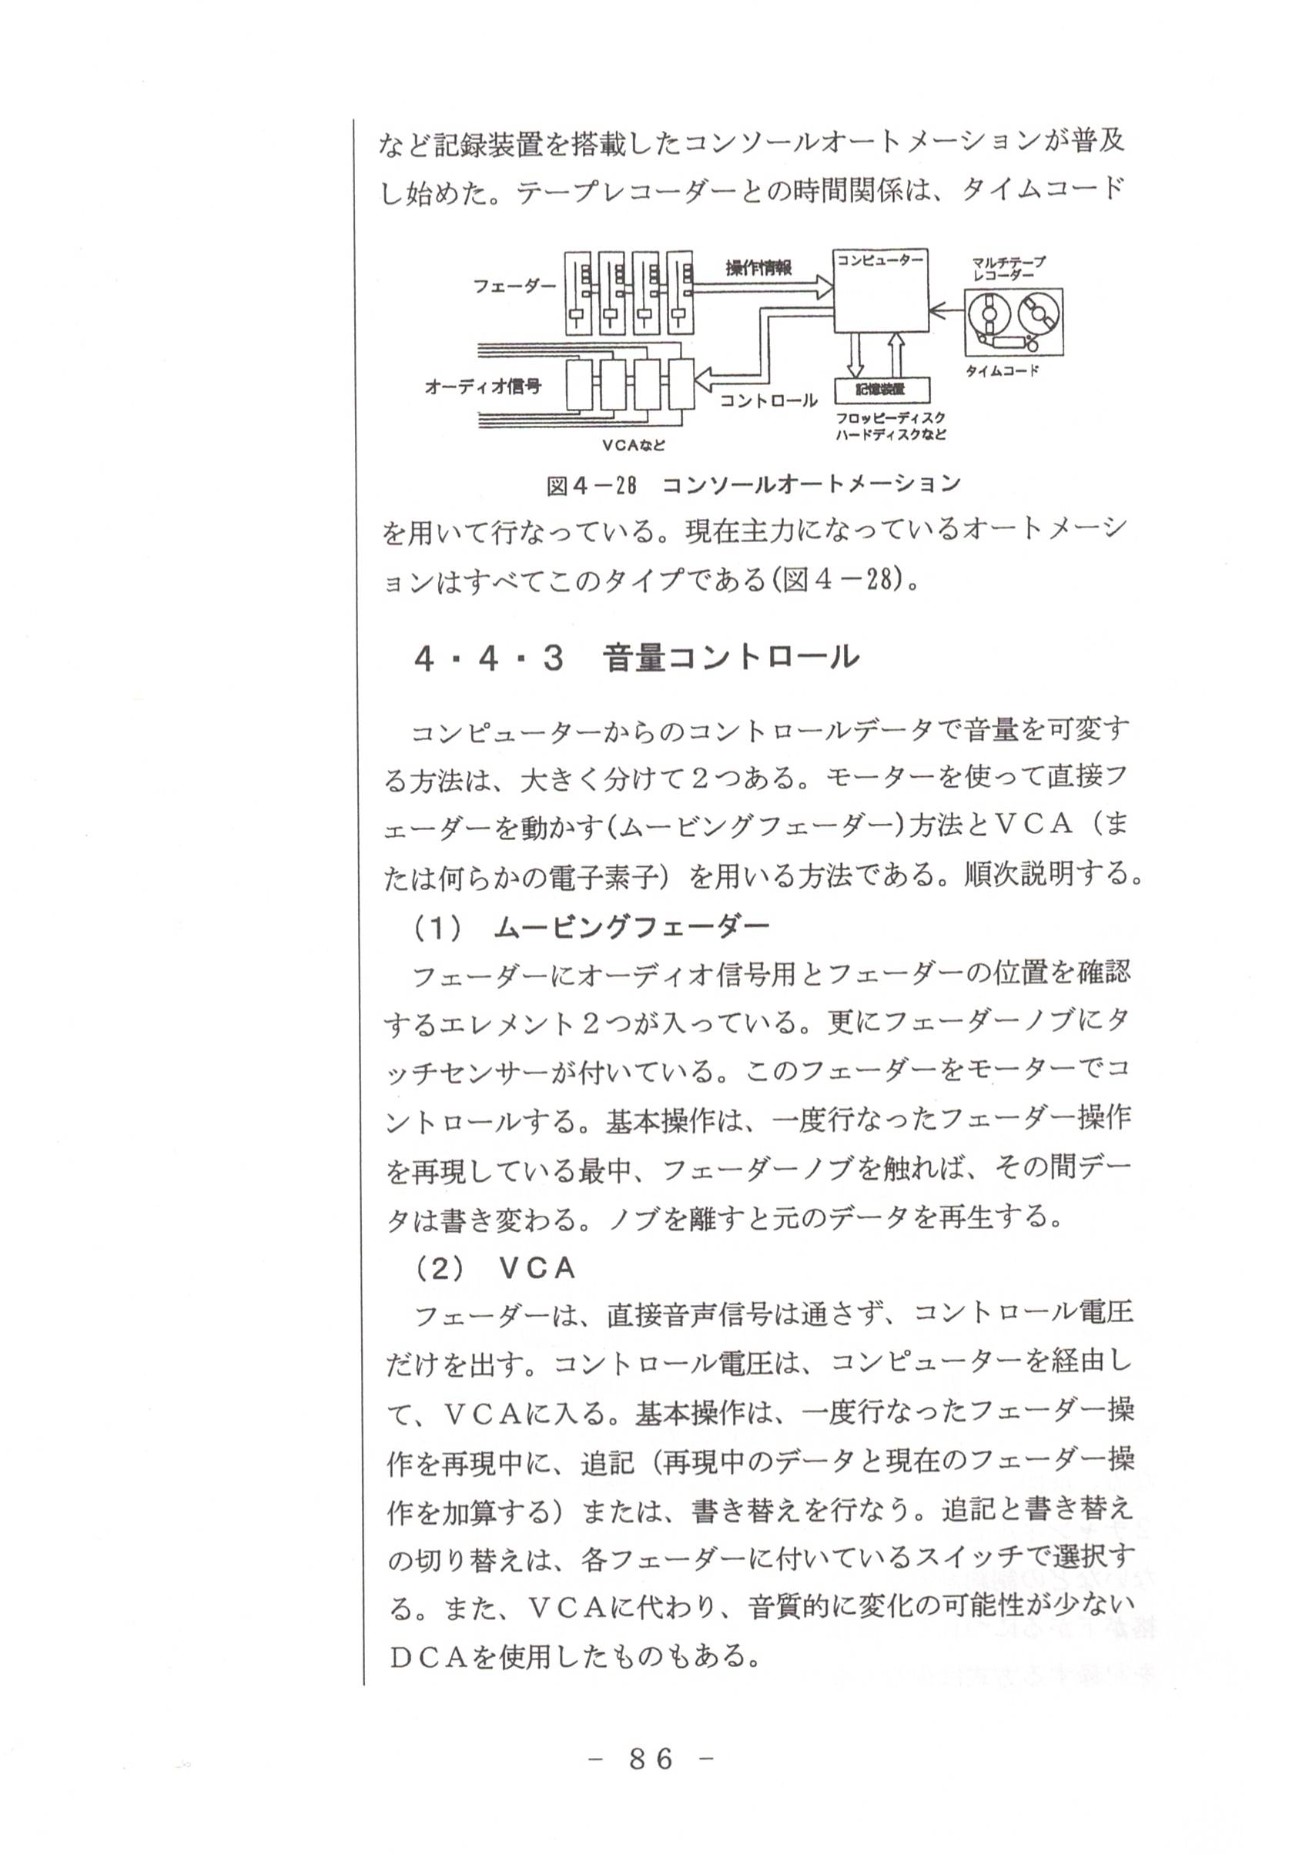 など記録装置を搭載したコンソールオートメーションが普及
し始めた。テープレコーダーとの時間関係は、タイムコード
フェーダー
操作情報
コンピューター
マルチテープ
レコーダー
オーディオ信号
コントロール
記憶装置
タイムコード
フロッピーディスク
ハードディスクなど
VCAなど
図4－28　コンソールオートメーション
を用いて行なっている。現在主力になっているオートメーシ
ョンはすべてこのタイプである(図4－28)。
4・4・3　音量コントロール
コンピューターからのコントロールデータで音量を可変す
る方法は、大きく分けて２つある。モーターを使って直接フ
ェーダーを動かす(ムービングフェーダー)方法とＶＣＡ（ま
たは何らかの電子素子）を用いる方法である。順次説明する。
（1）　ムービングフェーダー
フェーダーにオーディオ信号用とフェーダーの位置を確認
するエレメント２つが入っている。更にフェーダーノブにタ
ッチセンサーが付いている。このフェーダーをモーターでコ
ントロールする。基本操作は、一度行なったフェーダー操作
を再現している最中、フェーダーノブを触れば、その間デー
タは書き変わる。ノブを離すと元のデータを再生する。
（2）　ＶＣＡ
フェーダーは、直接音声信号は通さず、コントロール電圧
だけを出す。コントロール電圧は、コンピューターを経由し
て、ＶＣＡに入る。基本操作は、一度行なったフェーダー操
作を再現中に、追記（再現中のデータと現在のフェーダー操
作を加算する）または、書き替えを行なう。追記と書き替え
の切り替えは、各フェーダーに付いているスイッチで選択す
る。また、ＶＣＡに代わり、音質的に変化の可能性が少ない
ＤＣＡを使用したものもある。
－ 86 －